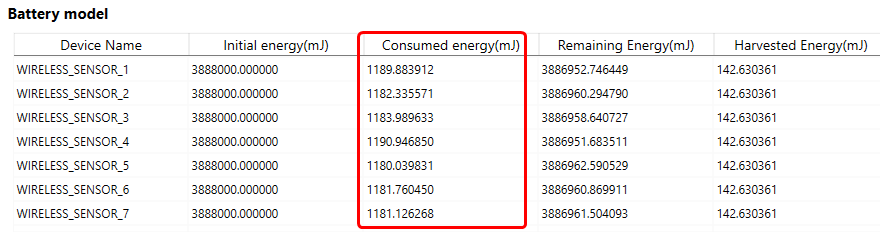 Battery model
Device Name Initial energy(mJ) Consumed energy(mJ) Remaining Energy(mJ) Harvested Energy(mJ)
WIRELESS_SENSOR_1 3888000.000000 1189.883912 3886952.746449 142.630361
WIRELESS_SENSOR_2 3888000.000000 1182.335571 3886960.294790 142.630361
WIRELESS_SENSOR_3 3888000.000000 1183.989633 3886958.640727 142.630361
WIRELESS_SENSOR_4 3888000.000000 1190.946850 3886951.683511 142.630361
WIRELESS_SENSOR_5 3888000.000000 1180.039831 3886962.590529 142.630361
WIRELESS_SENSOR_6 3888000.000000 1181.760450 3886960.869911 142.630361
WIRELESS_SENSOR_7 3888000.000000 1181.126268 3886961.504093 142.630361